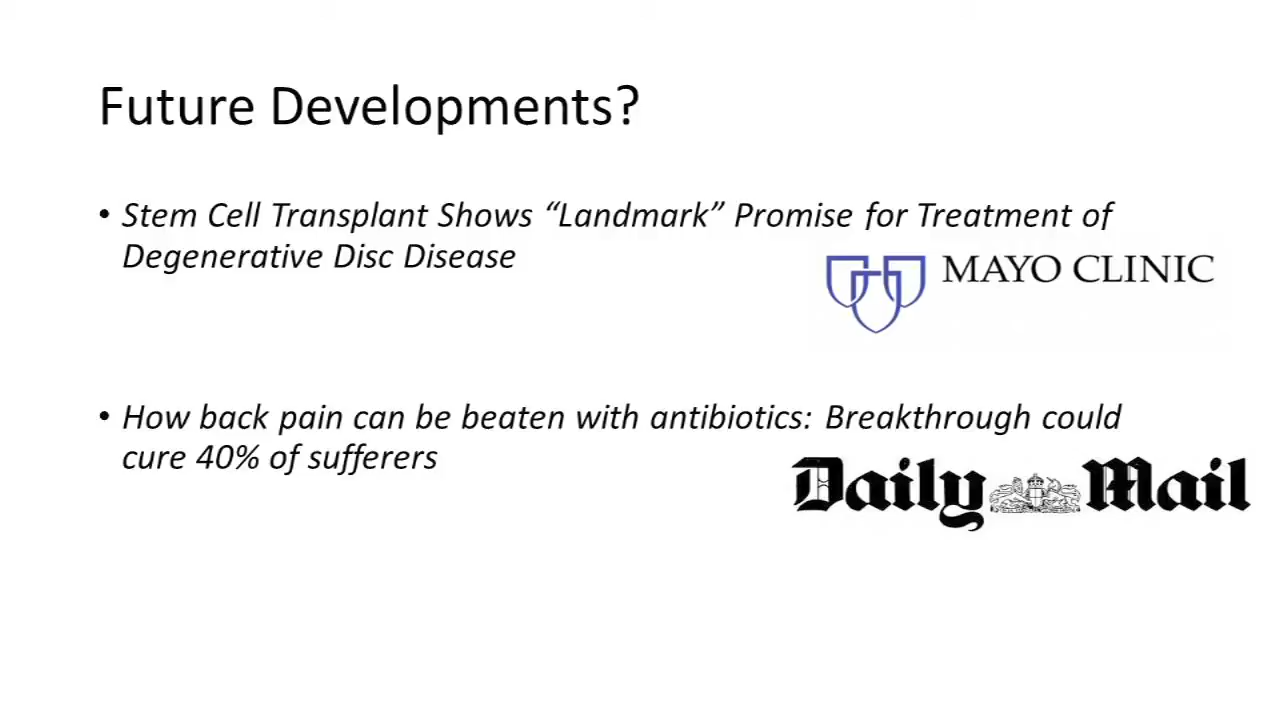 Future Developments?
• Stem Cell Transplant Shows “Landmark” Promise for Treatment of
Degenerative Disc Disease
MAYO CLINIC
• How back pain can be beaten with antibiotics: Breakthrough could
cure 40% of sufferers
Daily Mail